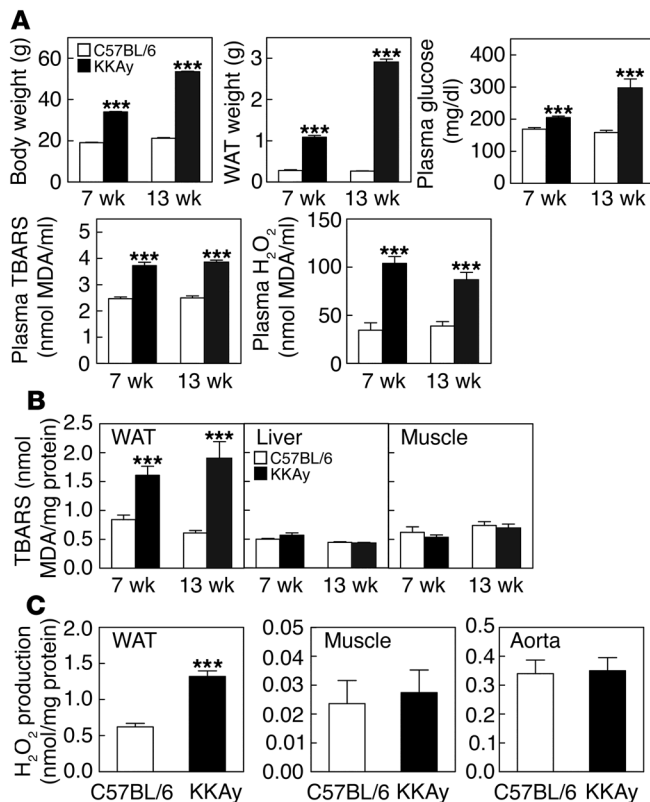 A
Body weight (g)
60
40
20
0
C57BL/6
KKAy
***
***
7 wk 13 wk
WAT weight (g)
3
2
1
0
***
***
7 wk 13 wk
Plasma glucose
(mg/dl)
400
300
200
100
0
***
***
7 wk 13 wk
Plasma TBARS
(nmol MDA/ml)
5
4
3
2
1
0
***
***
7 wk 13 wk
Plasma H2O2
(nmol MDA/ml)
150
100
50
0
***
***
7 wk 13 wk
B
TBARS (nmol
MDA/mg protein)
2.5
2.0
1.5
1.0
0.5
0.0
WAT
***
***
7 wk 13 wk
Liver
C57BL/6
KKAy
7 wk 13 wk
Muscle
7 wk 13 wk
C
H2O2 production
(nmol/mg protein)
2.0
1.5
1.0
0.5
0.0
WAT
***
C57BL/6 KKAy
0.05
0.04
0.03
0.02
0.01
0.00
Muscle
C57BL/6 KKAy
0.5
0.4
0.3
0.2
0.1
0.0
Aorta
C57BL/6 KKAy